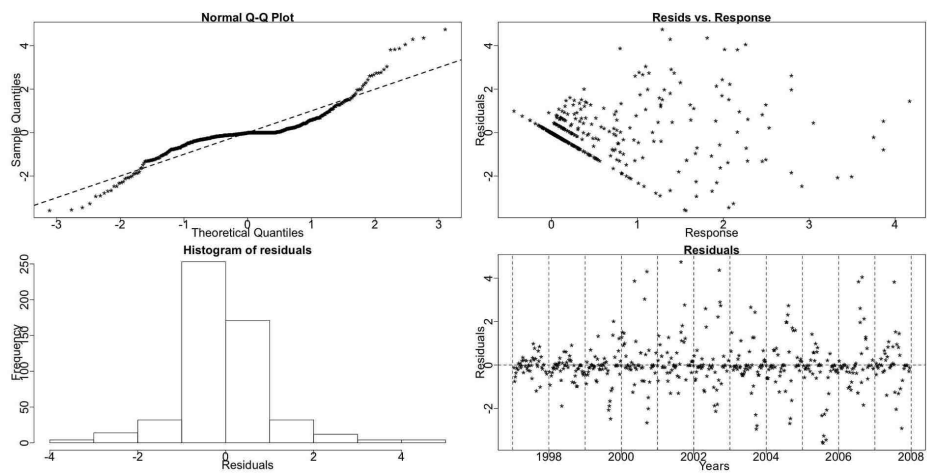 Normal Q-Q Plot
Sample Quantiles
-2 0 2 4
-3 -2 -1 0 1 2 3
Theoretical Quantiles
Resids vs. Response
Residuals
-2 0 2 4
0 1 2 3 4
Response
Histogram of residuals
Frequency
0 50 100 150 200 250
-4 -2 0 2 4
Residuals
Residuals
Residuals
-2 0 2 4
1998 2000 2002 2004 2006 2008
Years